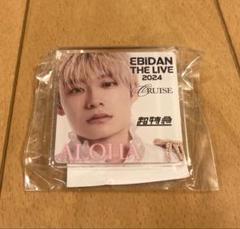 EBiDAN
THE LIVE
2024
CRUISE
超特急
ALOHA